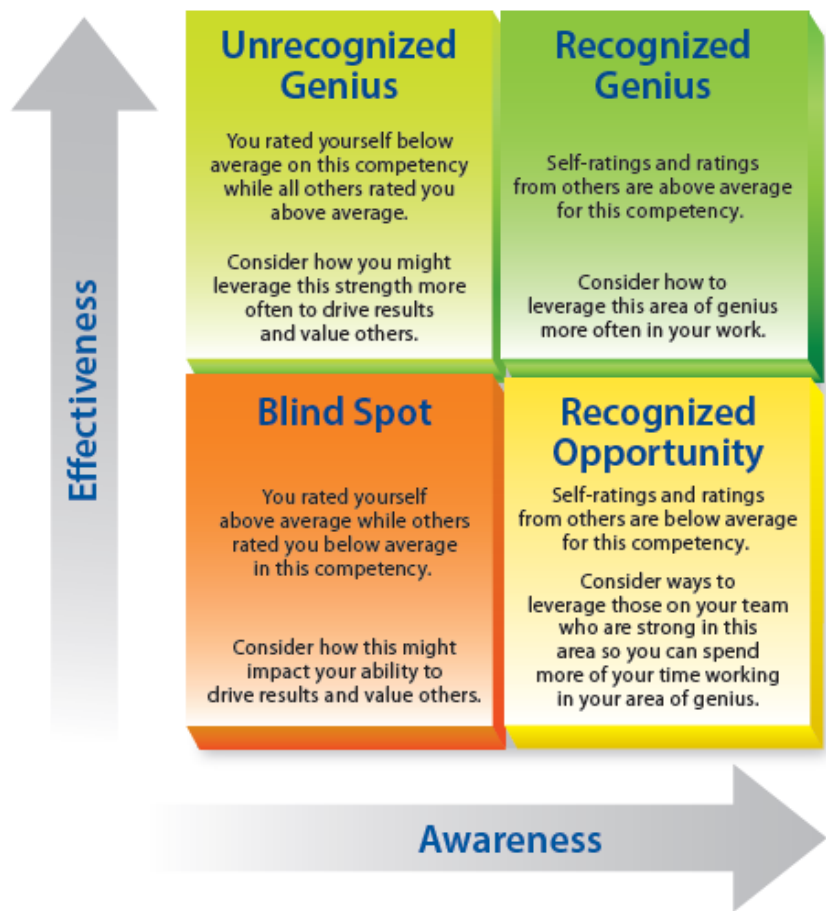 Unrecognized
Genius
You rated yourself below
average on this competency
while all others rated you
above average.
Consider how you might
leverage this strength more
often to drive results
and value others.
Recognized
Genius
Self-ratings and ratings
from others are above average
for this competency.
Consider how to
leverage this area of genius
more often in your work.
Effectiveness
Blind Spot
You rated yourself
above average while others
rated you below average
in this competency.
Consider how this might
impact your ability to
drive results and value others.
Recognized
Opportunity
Self-ratings and ratings
from others are below average
for this competency.
Consider ways to
leverage those on your team
who are strong in this
area so you can spend
more of your time working
in your area of genius.
Awareness